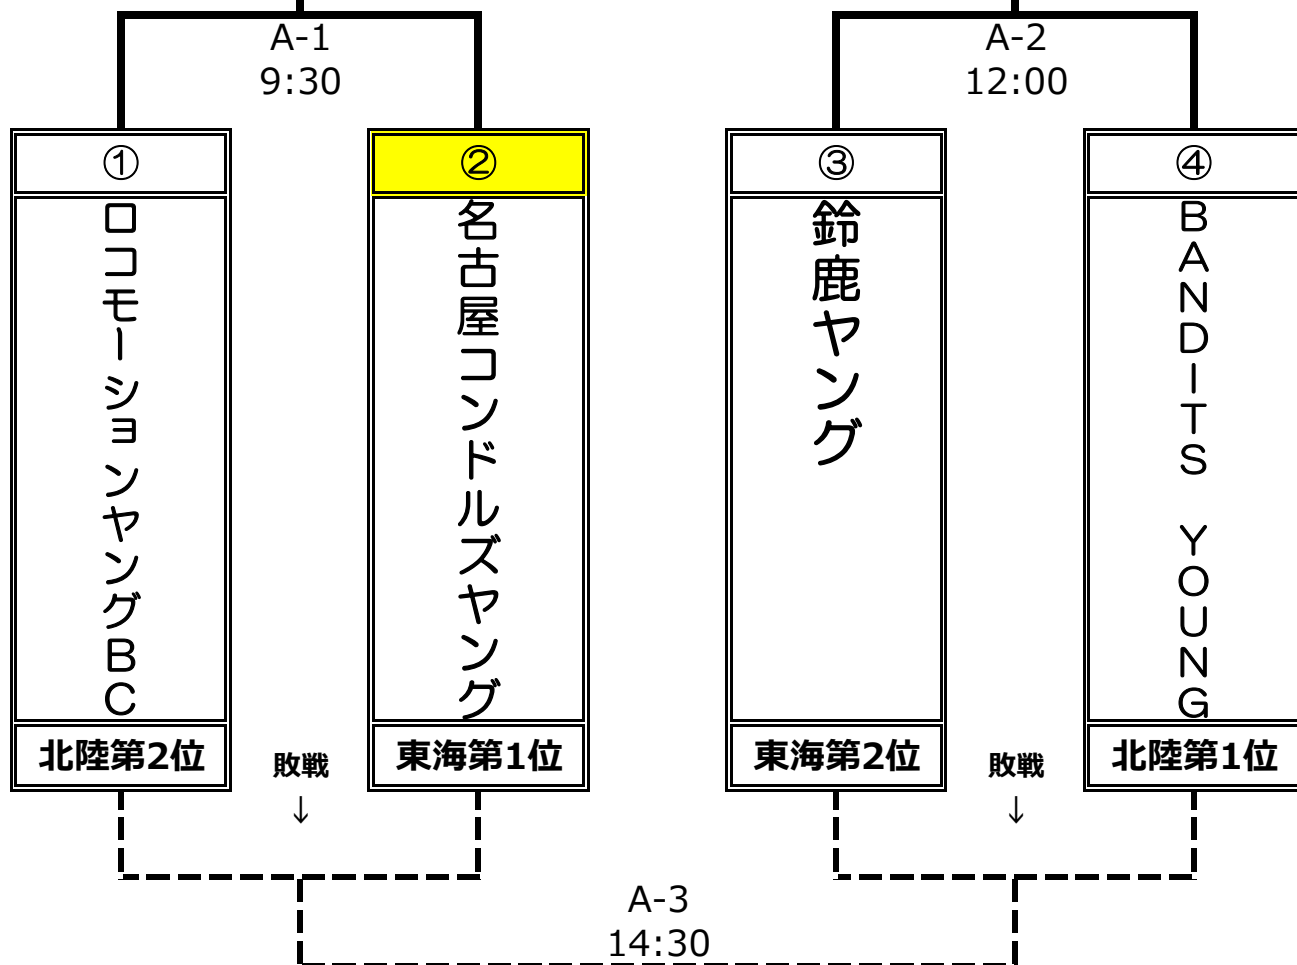 A-1
9:30
A-2
12:00
①
②
③
④
ロコモーションヤングBC
名古屋コンドルズヤング
鈴鹿ヤング
BANDITS YOUNG
北陸第2位
敗戦
↓
東海第1位
東海第2位
敗戦
↓
北陸第1位
A-3
14:30